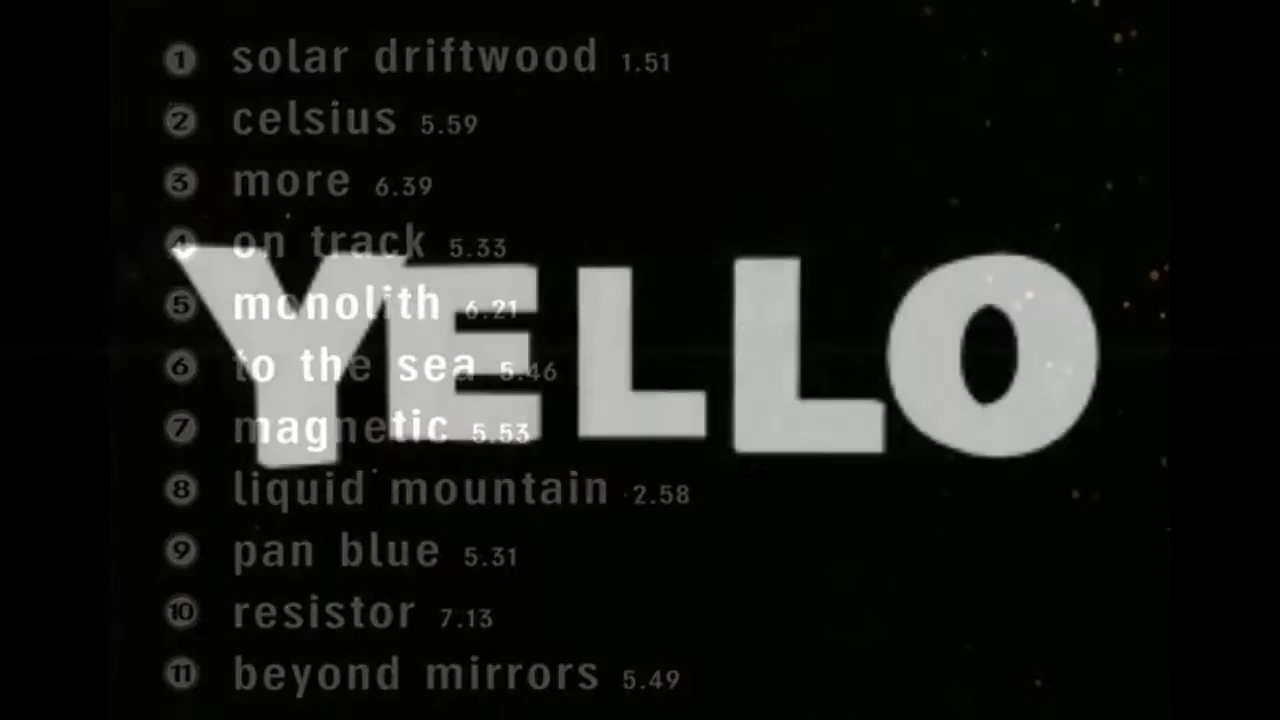 1 solar driftwood 1.51
2 celsius 5.59
3 more 6.39
4 on track 5.33
5 monolith 6.21
6 to the sea 5.46
7 magnetic 5.53
8 liquid mountain 2.58
9 pan blue 5.31
10 resistor 7.13
11 beyond mirrors 5.49
YELLO